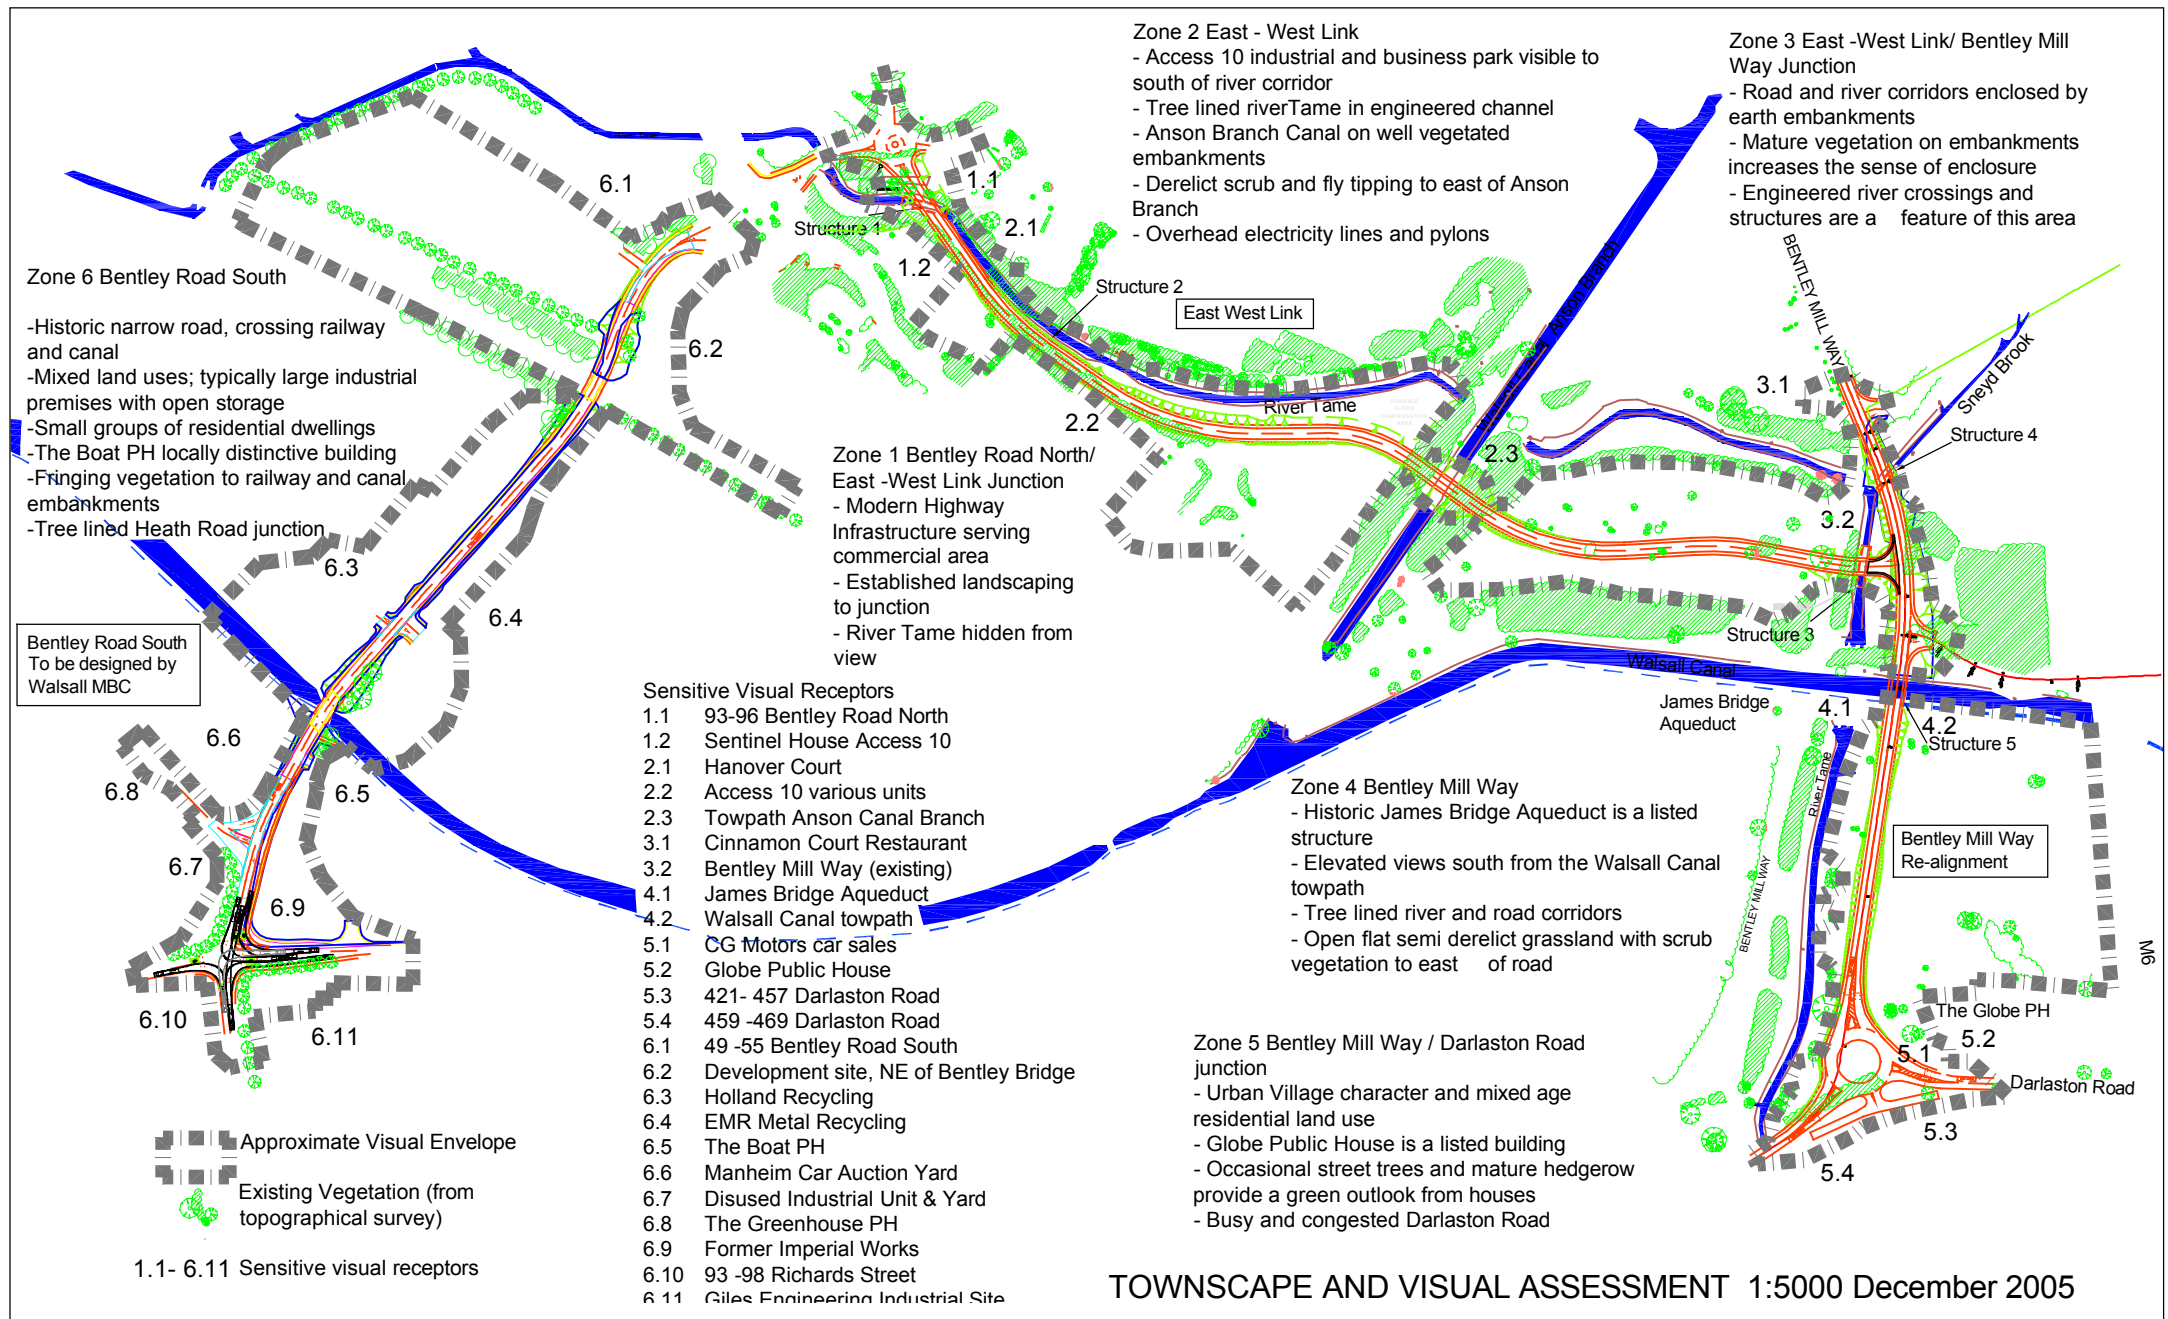 Zone 2 East - West Link
- Access 10 industrial and business park visible to
south of river corridor
- Tree lined riverTame in engineered channel
- Anson Branch Canal on well vegetated
embankments
- Derelict scrub and fly tipping to east of Anson
Branch
- Overhead electricity lines and pylons
Zone 3 East -West Link/ Bentley Mill
Way Junction
- Road and river corridors enclosed by
earth embankments
- Mature vegetation on embankments
increases the sense of enclosure
- Engineered river crossings and
structures are a feature of this area
6.1
1.1
2.1
Structure 1
1.2
Structure 2
East West Link
Anson Branch
BENTLEY MILL WAY
Sneyd Brook
Zone 6 Bentley Road South
-Historic narrow road, crossing railway
and canal
-Mixed land uses; typically large industrial
premises with open storage
-Small groups of residential dwellings
-The Boat PH locally distinctive building
-Fringing vegetation to railway and canal
embankments
-Tree lined Heath Road junction
6.2
3.1
River Tame
POSSIBLE
FLOOD
COMPENSATION
AREA
2.2
2.3
Structure 4
3.2
Zone 1 Bentley Road North/
East -West Link Junction
- Modern Highway
Infrastructure serving
commercial area
- Established landscaping
to junction
- River Tame hidden from
view
6.3
6.4
Structure 3
Bentley Road South
To be designed by
Walsall MBC
Walsall Canal
James Bridge
Aqueduct
4.1
4.2
Structure 5
6.6
6.8
6.5
6.7
6.9
6.10
6.11
Sensitive Visual Receptors
1.1 93-96 Bentley Road North
1.2 Sentinel House Access 10
2.1 Hanover Court
2.2 Access 10 various units
2.3 Towpath Anson Canal Branch
3.1 Cinnamon Court Restaurant
3.2 Bentley Mill Way (existing)
4.1 James Bridge Aqueduct
4.2 Walsall Canal towpath
5.1 CG Motors car sales
5.2 Globe Public House
5.3 421- 457 Darlaston Road
5.4 459 -469 Darlaston Road
6.1 49 -55 Bentley Road South
6.2 Development site, NE of Bentley Bridge
6.3 Holland Recycling
6.4 EMR Metal Recycling
6.5 The Boat PH
6.6 Manheim Car Auction Yard
6.7 Disused Industrial Unit & Yard
6.8 The Greenhouse PH
6.9 Former Imperial Works
6.10 93 -98 Richards Street
6.11 Giles Engineering Industrial Site
Zone 4 Bentley Mill Way
- Historic James Bridge Aqueduct is a listed
structure
- Elevated views south from the Walsall Canal
towpath
- Tree lined river and road corridors
- Open flat semi derelict grassland with scrub
vegetation to east of road
River Tame
BENTLEY MILL WAY
Bentley Mill Way
Re-alignment
M6
The Globe PH
5.2
5.1
Darlaston Road
5.3
5.4
Zone 5 Bentley Mill Way / Darlaston Road
junction
- Urban Village character and mixed age
residential land use
- Globe Public House is a listed building
- Occasional street trees and mature hedgerow
provide a green outlook from houses
- Busy and congested Darlaston Road
Approximate Visual Envelope
Existing Vegetation (from
topographical survey)
1.1- 6.11 Sensitive visual receptors
TOWNSCAPE AND VISUAL ASSESSMENT 1:5000 December 2005